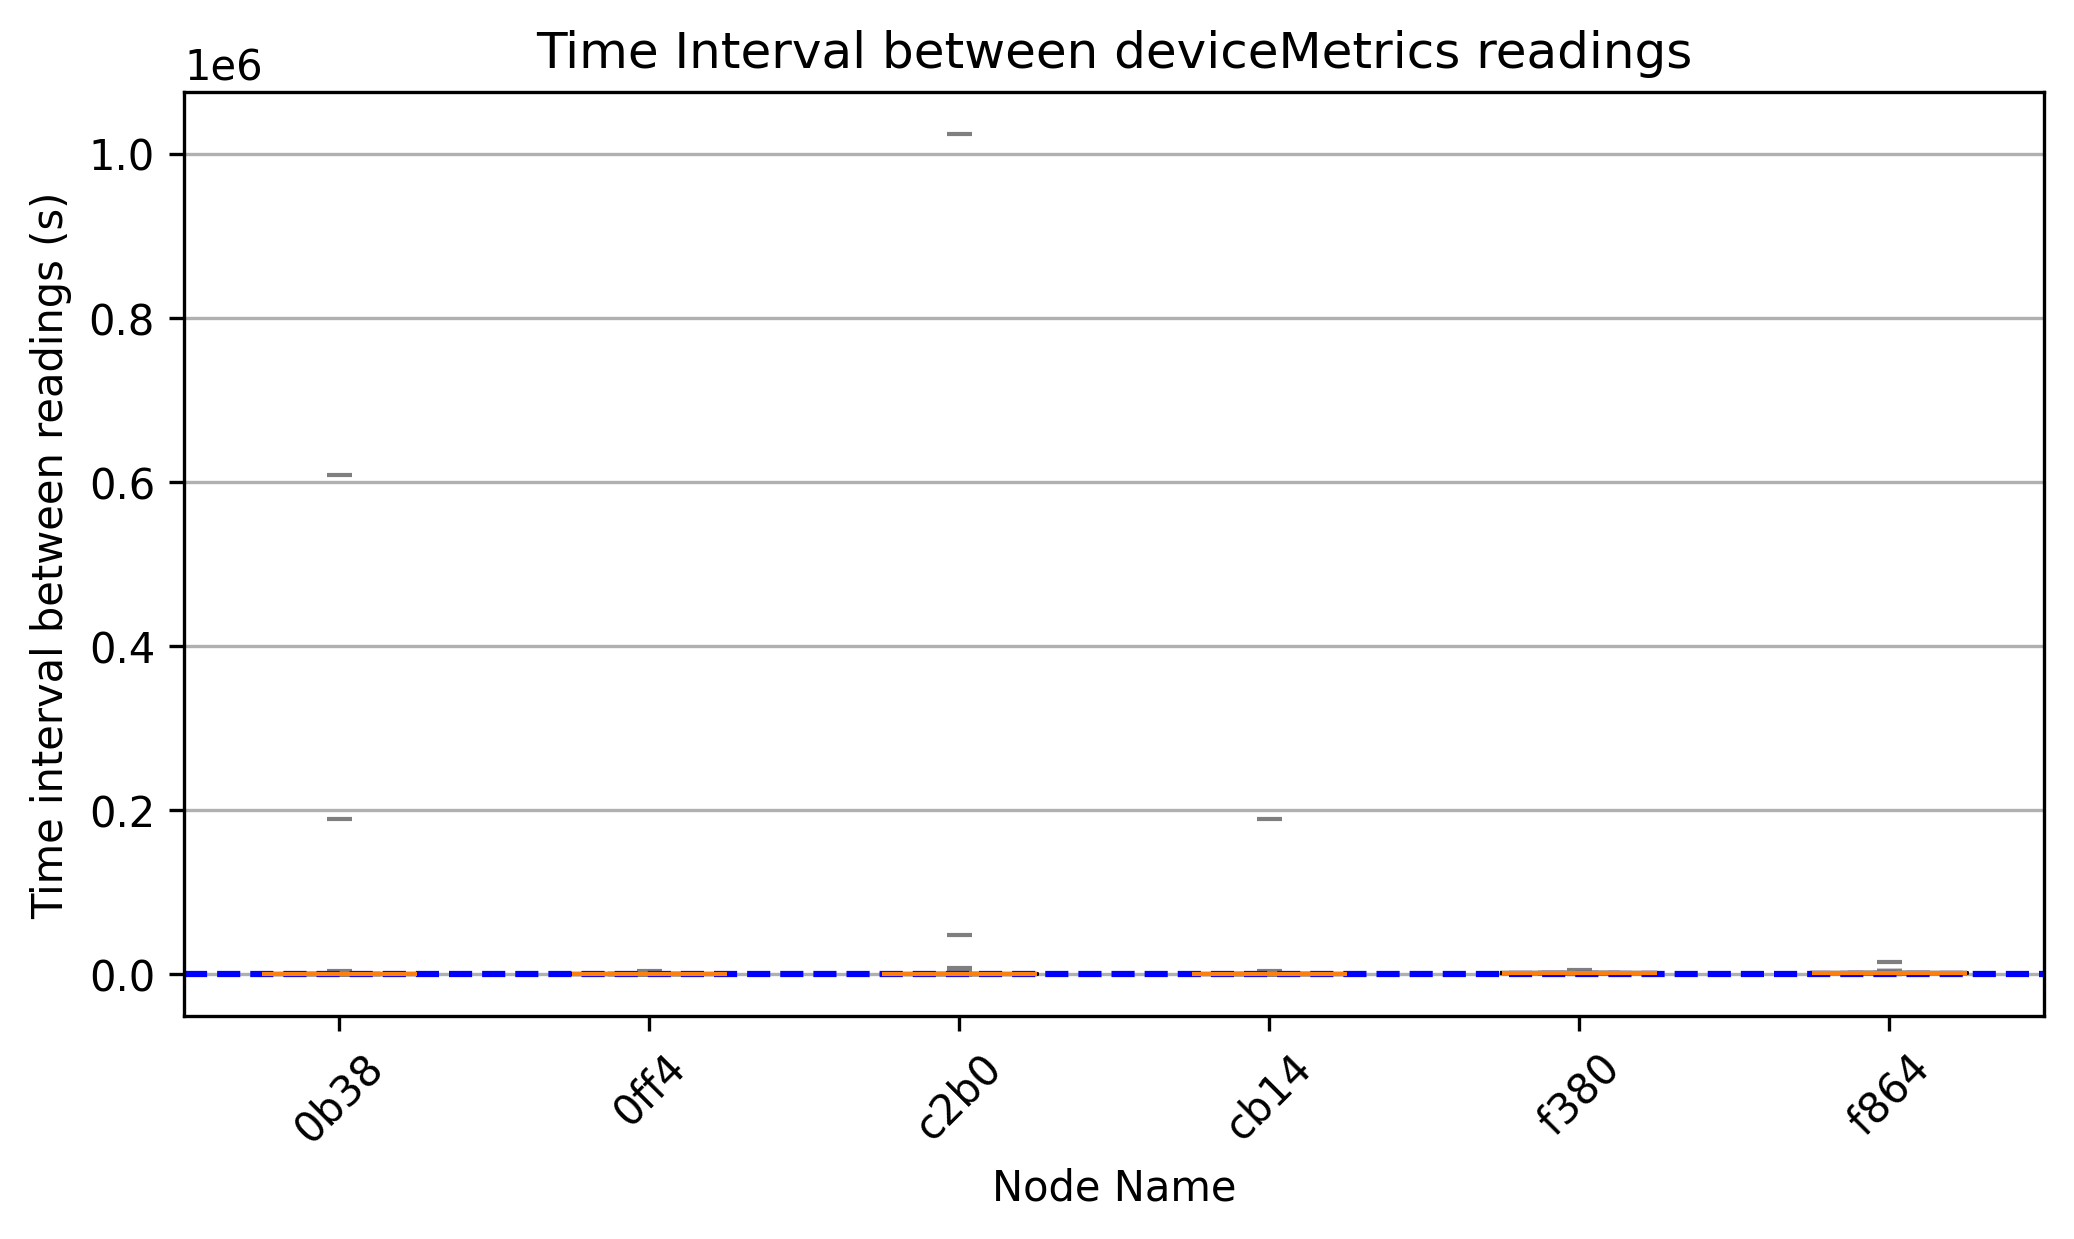 Time Interval between deviceMetrics readings
1e6
1.0
0.8
0.6
0.4
0.2
0.0
Time interval between readings (s)
0b38
0ff4
c2b0
cb14
f380
f864
Node Name